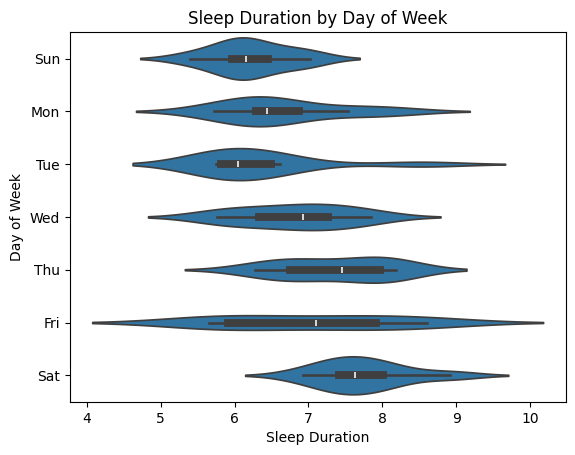 Sleep Duration by Day of Week
Day of Week
Sun
Mon
Tue
Wed
Thu
Fri
Sat
4 5 6 7 8 9 10
Sleep Duration